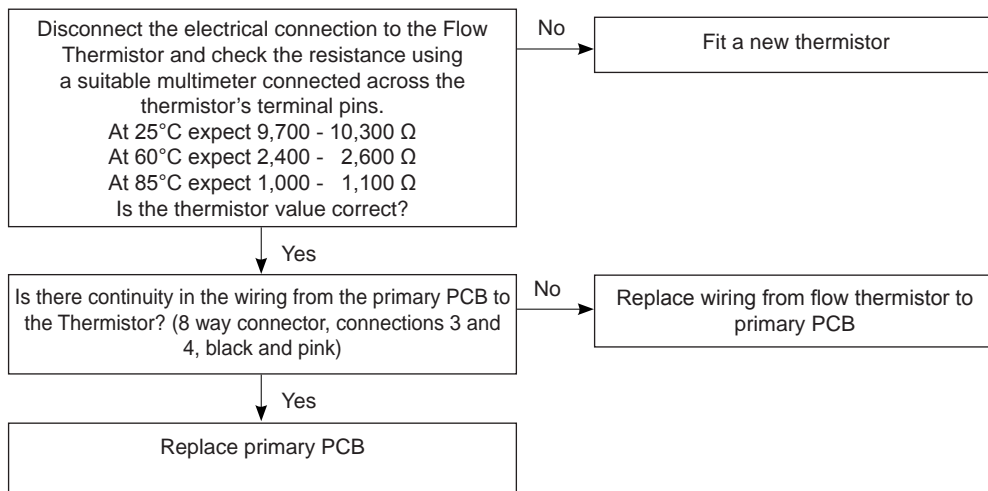 Disconnect the electrical connection to the Flow
Thermistor and check the resistance using
a suitable multimeter connected across the
thermistor's terminal pins.
At 25°C expect 9,700 - 10,300 Ω
At 60°C expect 2,400 - 2,600 Ω
At 85°C expect 1,000 - 1,100 Ω
Is the thermistor value correct?
No
Fit a new thermistor
Yes
Is there continuity in the wiring from the primary PCB to
the Thermistor? (8 way connector, connections 3 and
4, black and pink)
No
Replace wiring from flow thermistor to
primary PCB
Yes
Replace primary PCB